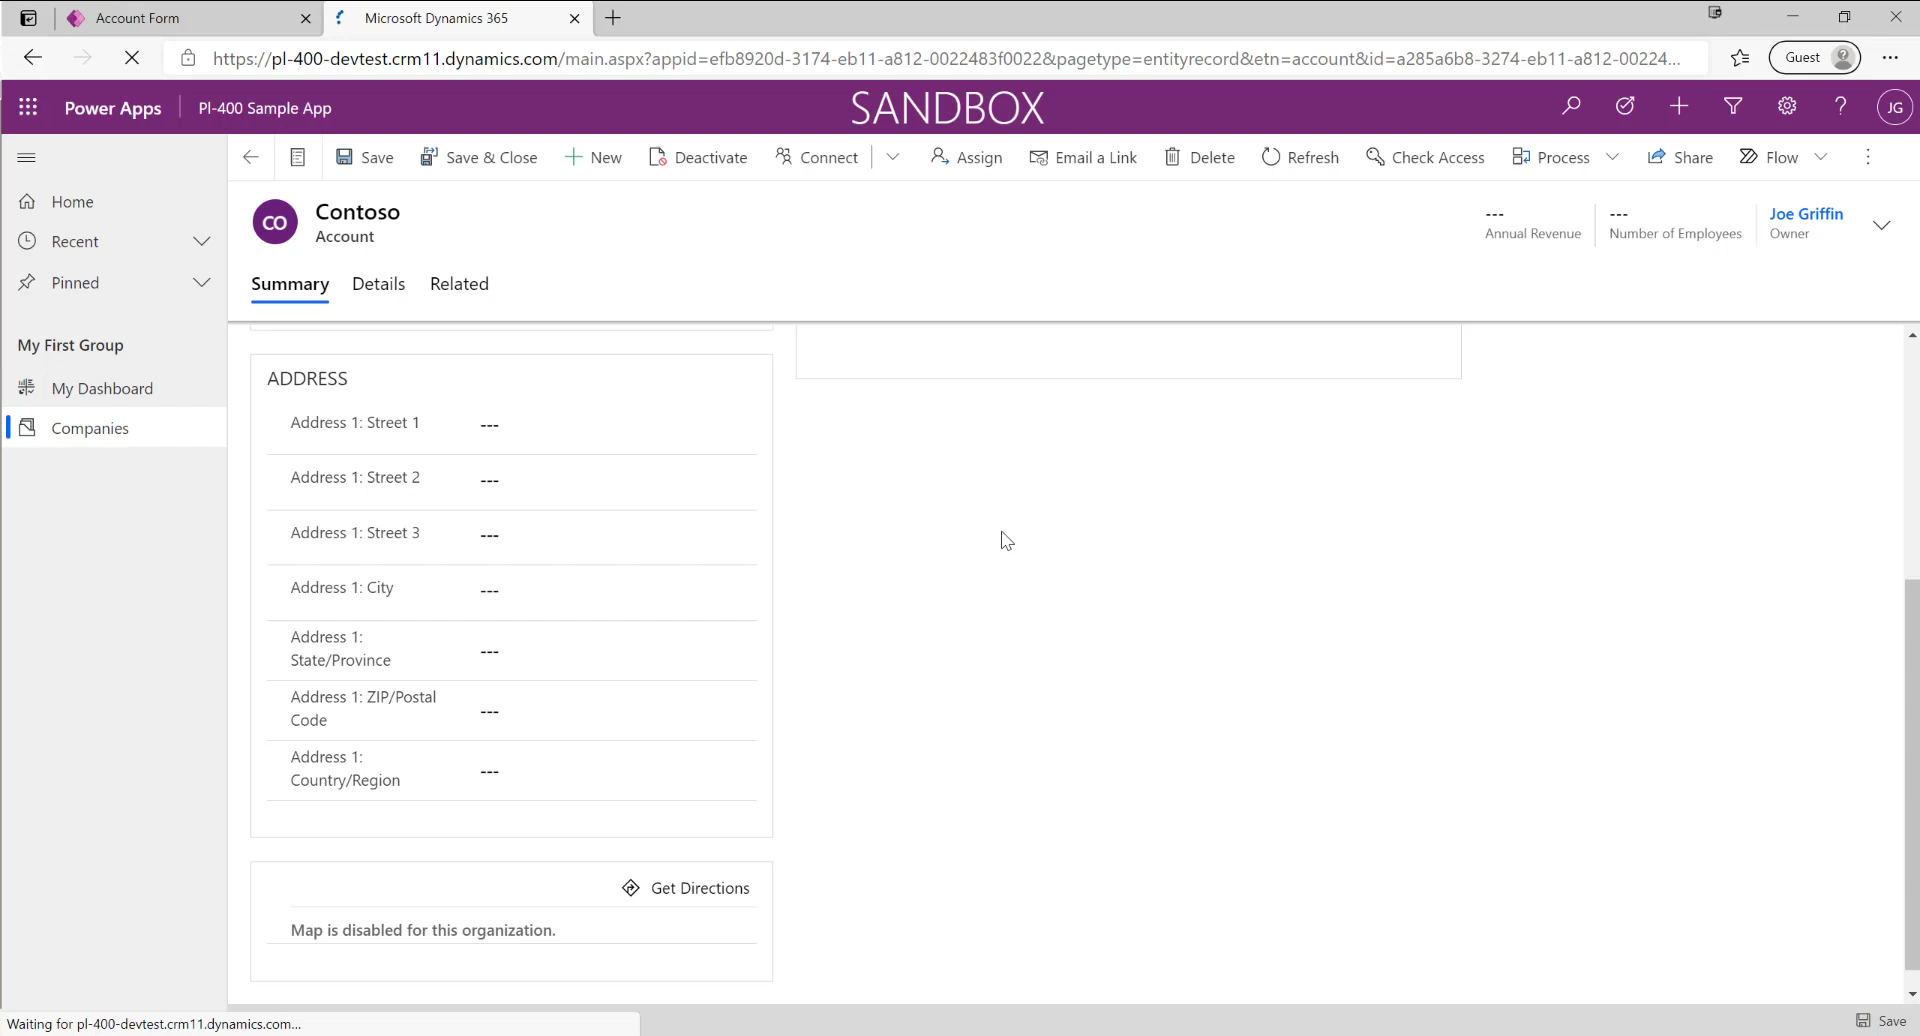 Account Form
Microsoft Dynamics 365
https://pl-400-devtest.crm11.dynamics.com/main.aspx?appid=efb8920d-3174-eb11-a812-0022483f0022&pagetype=entityrecord&etn=account&id=a285a6b8-3274-eb11-a812-00224...
Guest
Power Apps
Pl-400 Sample App
SANDBOX
JG
Save
Save & Close
New
Deactivate
Connect
Assign
Email a Link
Delete
Refresh
Check Access
Process
Share
Flow
Home
Recent
Pinned
My First Group
My Dashboard
Companies
CO
Contoso
Account
---
Annual Revenue
---
Number of Employees
Joe Griffin
Owner
Summary
Details
Related
ADDRESS
Address 1: Street 1
---
Address 1: Street 2
---
Address 1: Street 3
---
Address 1: City
---
Address 1:
State/Province
---
Address 1: ZIP/Postal
Code
---
Address 1:
Country/Region
---
Get Directions
Map is disabled for this organization.
Waiting for pl-400-devtest.crm11.dynamics.com...
Save